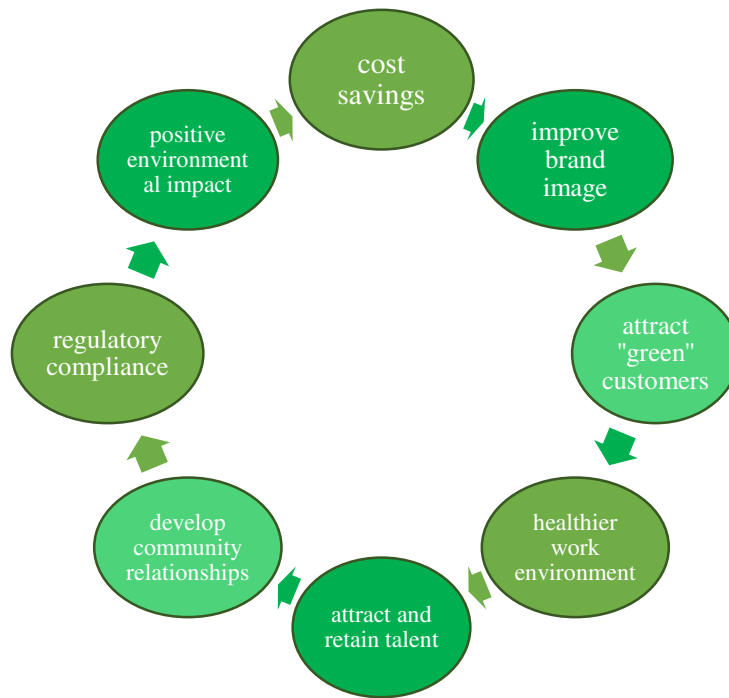 cost
savings
improve
brand
image
attract
"green"
customers
healthier
work
environment
attract and
retain talent
develop
community
relationships
regulatory
compliance
positive
environment
al impact